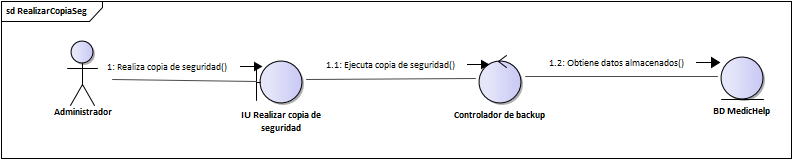 sd RealizarCopiaSeg
1: Realiza copia de seguridad()
1.1: Ejecuta copia de seguridad()
1.2: Obtiene datos almacenados()
Administrador
IU Realizar copia de
seguridad
Controlador de backup
BD MedicHelp